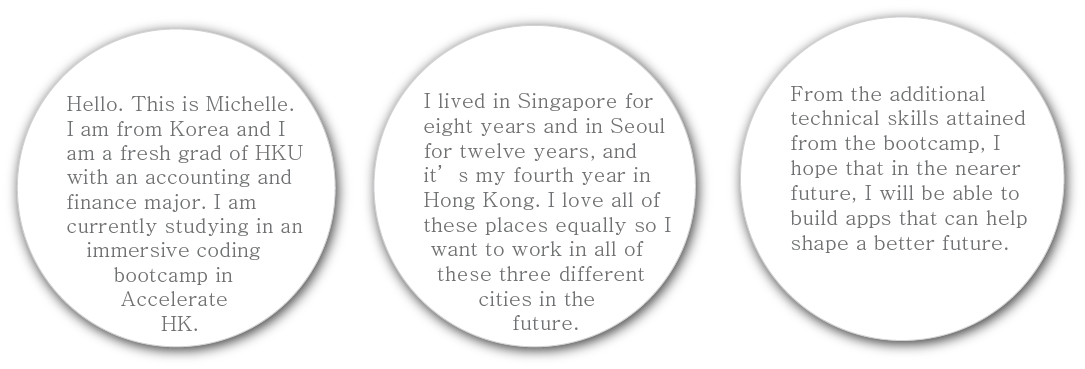 Hello. This is Michelle.
I am from Korea and I
am a fresh grad of HKU
with an accounting and
finance major. I am
currently studying in an
immersive coding
bootcamp in
Accelerate
HK.
I lived in Singapore for
eight years and in Seoul
for twelve years, and
it’s my fourth year in
Hong Kong. I love all of
these places equally so I
want to work in all of
these three different
cities in the
future.
From the additional
technical skills attained
from the bootcamp, I
hope that in the nearer
future, I will be able to
build apps that can help
shape a better future.